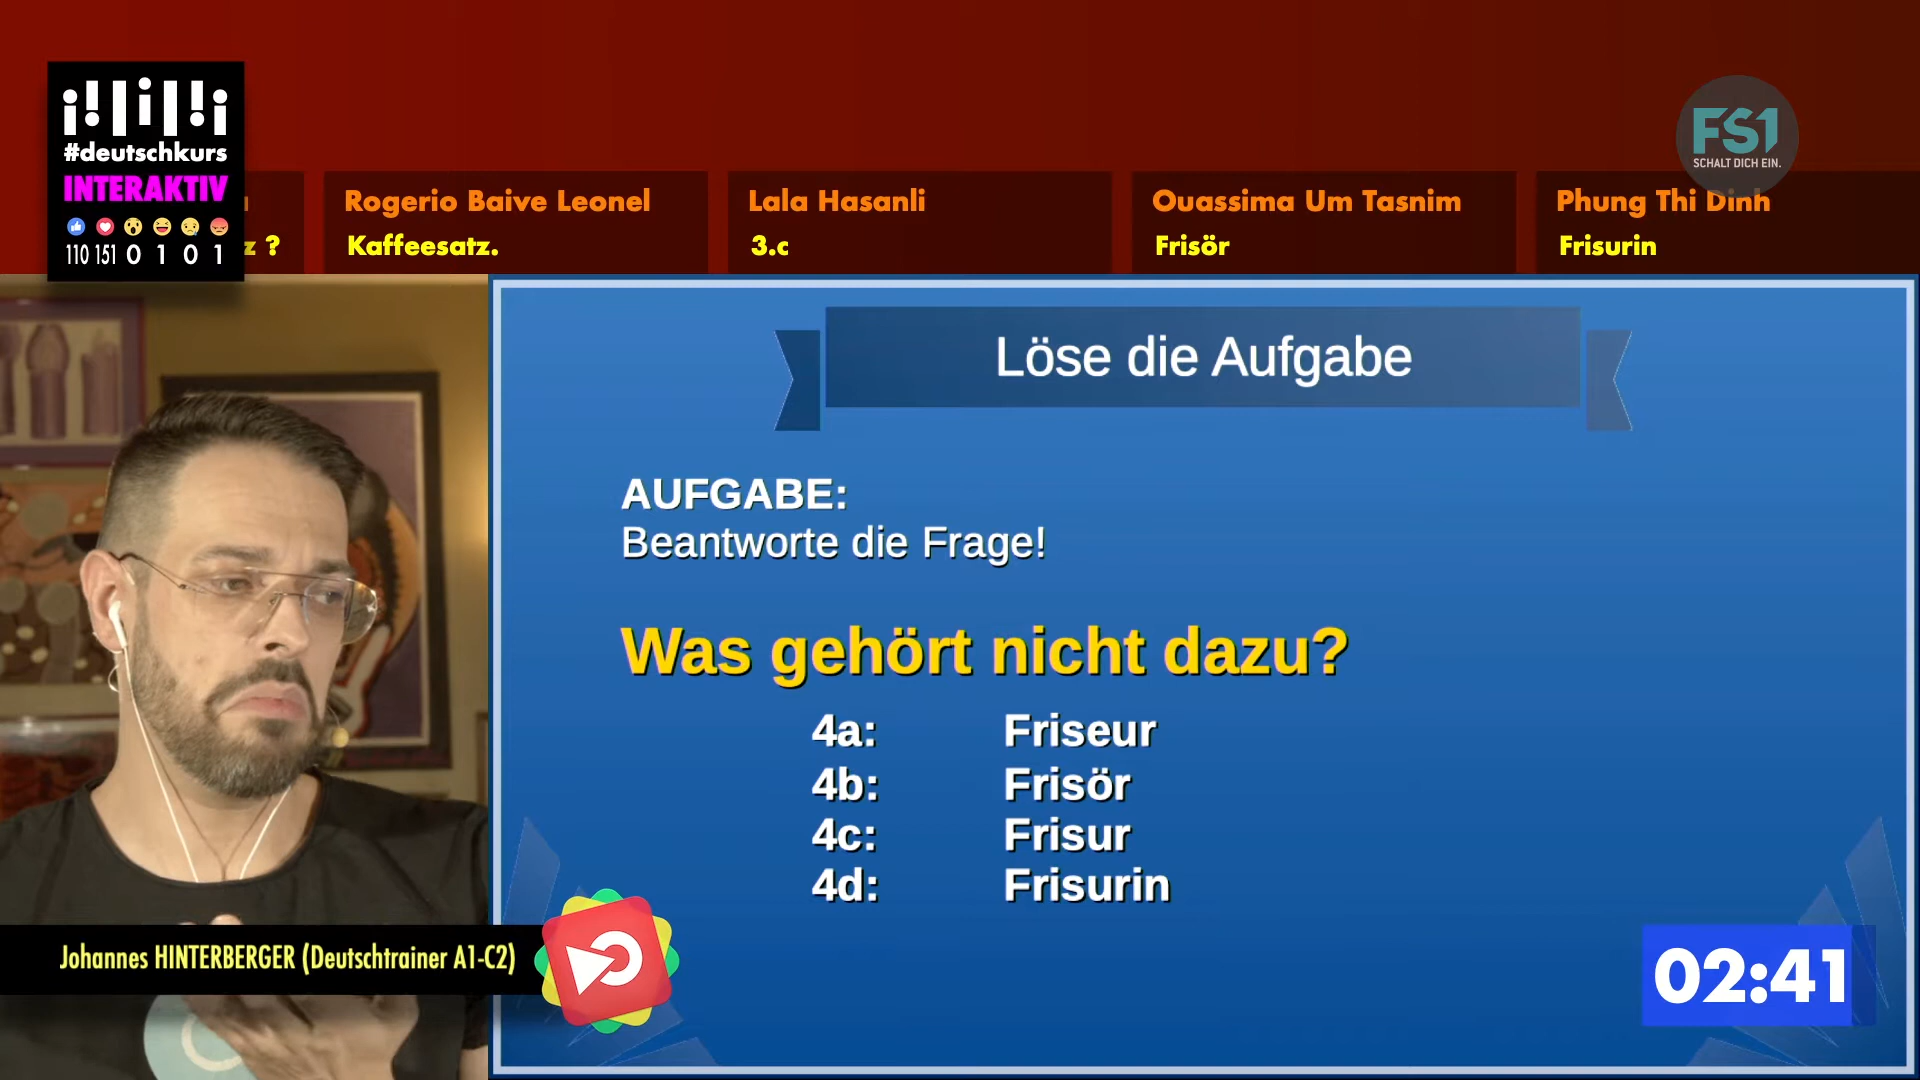 #deutschkurs
INTERAKTIV
110 151 0 1 0 1
z ?
Rogerio Baive Leonel
Kaffeesatz.
Lala Hasanli
3.c
Ouassima Um Tasnim
Frisör
Phung Thi Dinh
Frisurin
FS1
SCHALT DICH EIN.
Löse die Aufgabe
AUFGABE:
Beantworte die Frage!
Was gehört nicht dazu?
4a: Friseur
4b: Frisör
4c: Frisur
4d: Frisurin
Johannes HINTERBERGER (Deutschtrainer A1-C2)
02:41